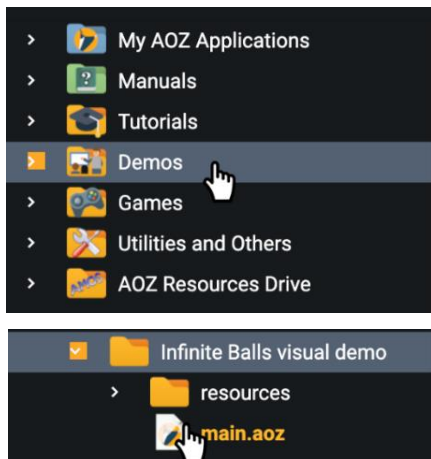 My AOZ Applications
Manuals
Tutorials
Demos
Games
Utilities and Others
AMOS AOZ Resources Drive
Infinite Balls visual demo
resources
main.aoz